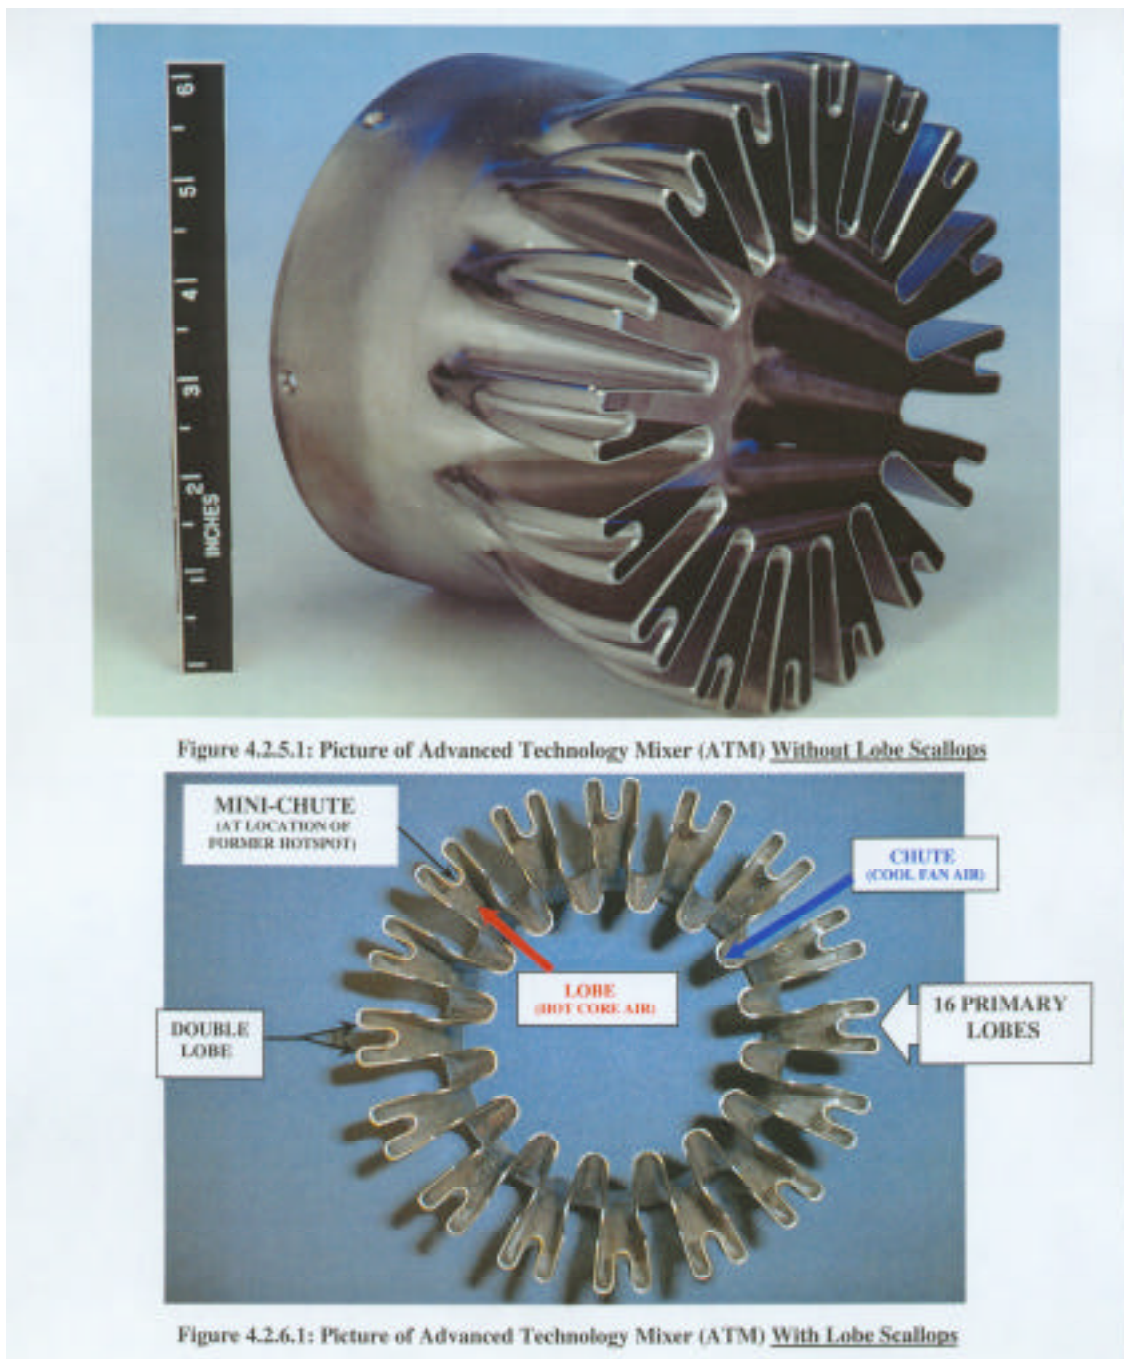 6
5
4
3
2
INCHES
1
Figure 4.2.5.1: Picture of Advanced Technology Mixer (ATM) Without Lobe Scallops
MINI-CHUTE
(AT LOCATION OF
FORMER HOTSPOT)
CHUTE
(COOL FAN AIR)
LOBE
(HOT CORE AIR)
16 PRIMARY
LOBES
DOUBLE
LOBE
Figure 4.2.6.1: Picture of Advanced Technology Mixer (ATM) With Lobe Scallops